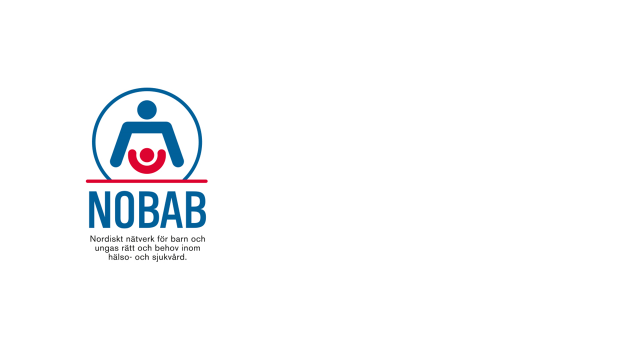 NOBAB
Nordiskt nätverk för barn och
ungas rätt och behov inom
hälso- och sjukvård.